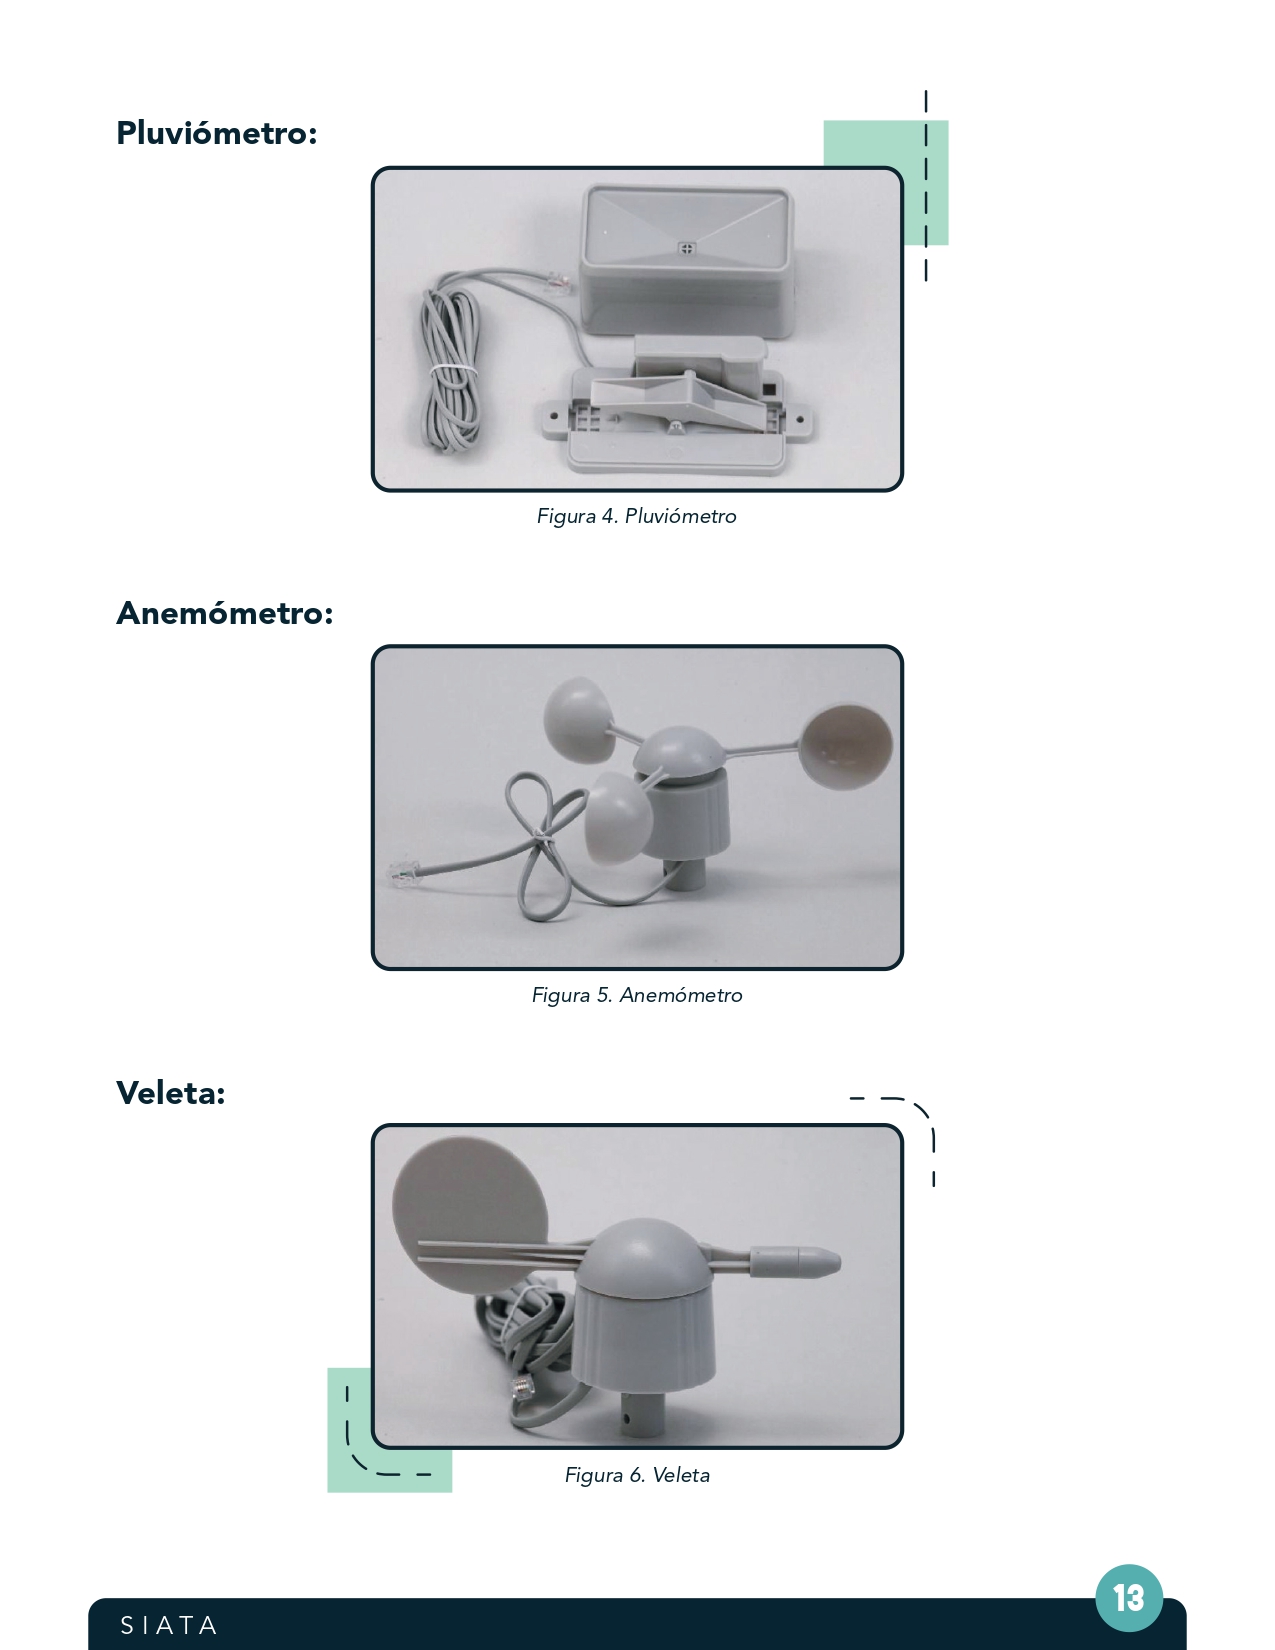 Pluviómetro:
Figura 4. Pluviómetro
Anemómetro:
Figura 5. Anemómetro
Veleta:
Figura 6. Veleta
SIATA
13